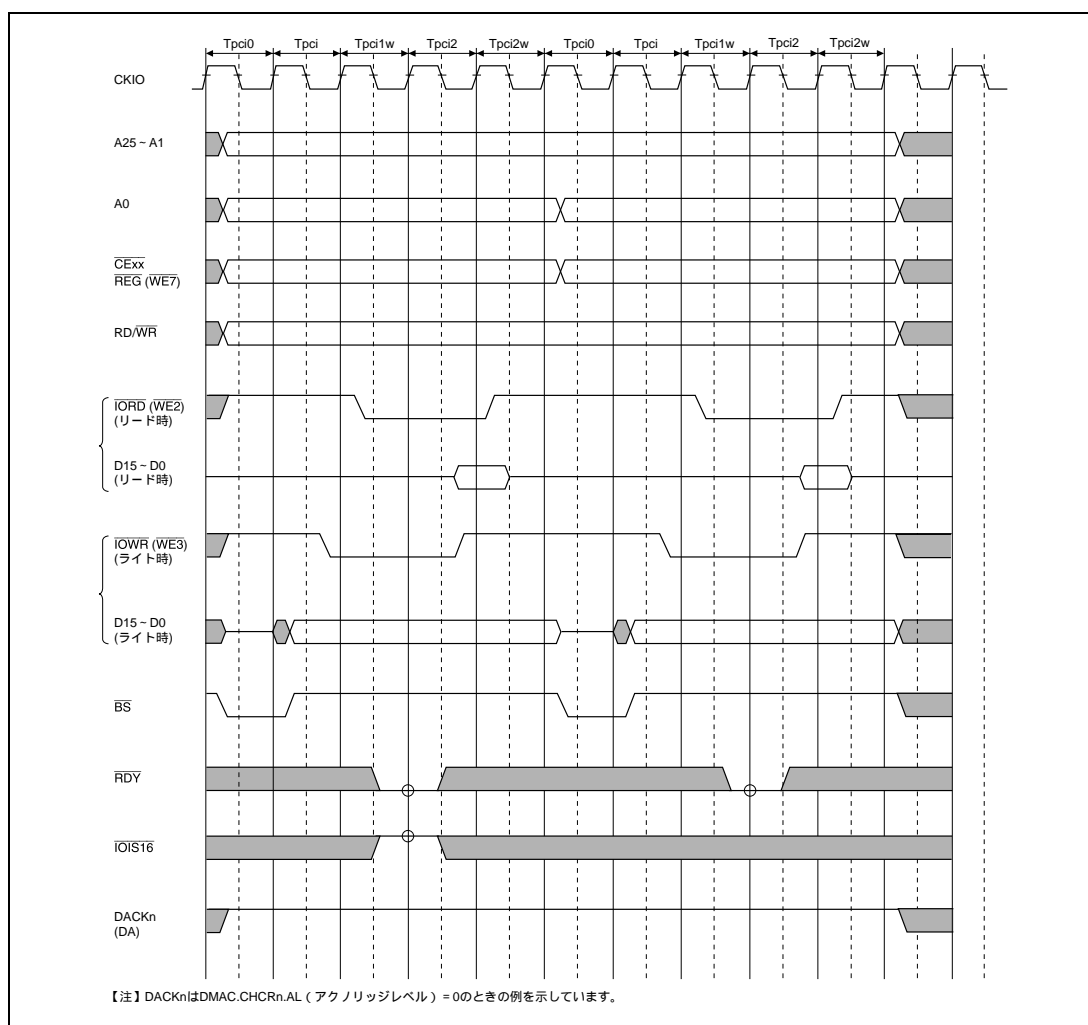 Tpci0 Tpci Tpci1w Tpci2 Tpci2w Tpci0 Tpci Tpci1w Tpci2 Tpci2w
CKIO
A25 ~ A1
A0
CExx
REG (WE7)
RD/WR
IORD (WE2)
(リード時)
D15 ~ D0
(リード時)
IOWR (WE3)
(ライト時)
D15 ~ D0
(ライト時)
BS
RDY
IOIS16
DACKn
(DA)
【注】DACKnはDMAC.CHCRn.AL(アクノリッジレベル)= 0のときの例を示しています。